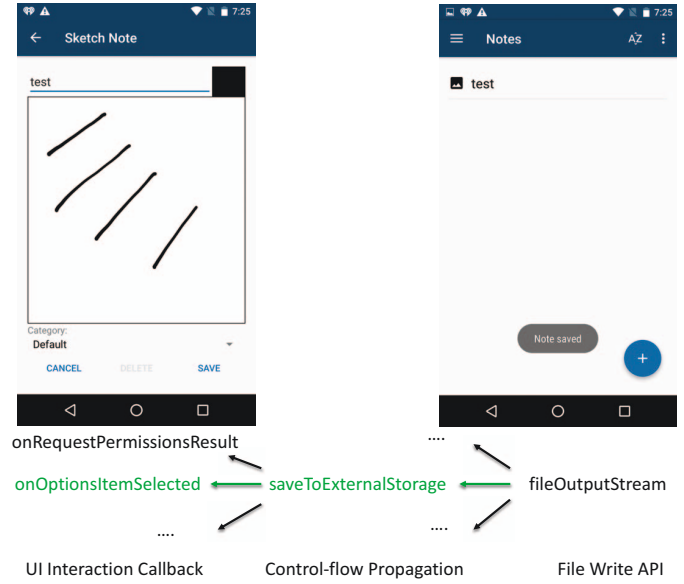 7:25
Sketch Note
test
Category:
Default
CANCEL DELETE SAVE
7:25
Notes AZ
test
Note saved
+
onRequestPermissionsResult ....
onOptionsItemSelected saveToExternalStorage fileOutputStream
.... ....
UI Interaction Callback Control-flow Propagation File Write API